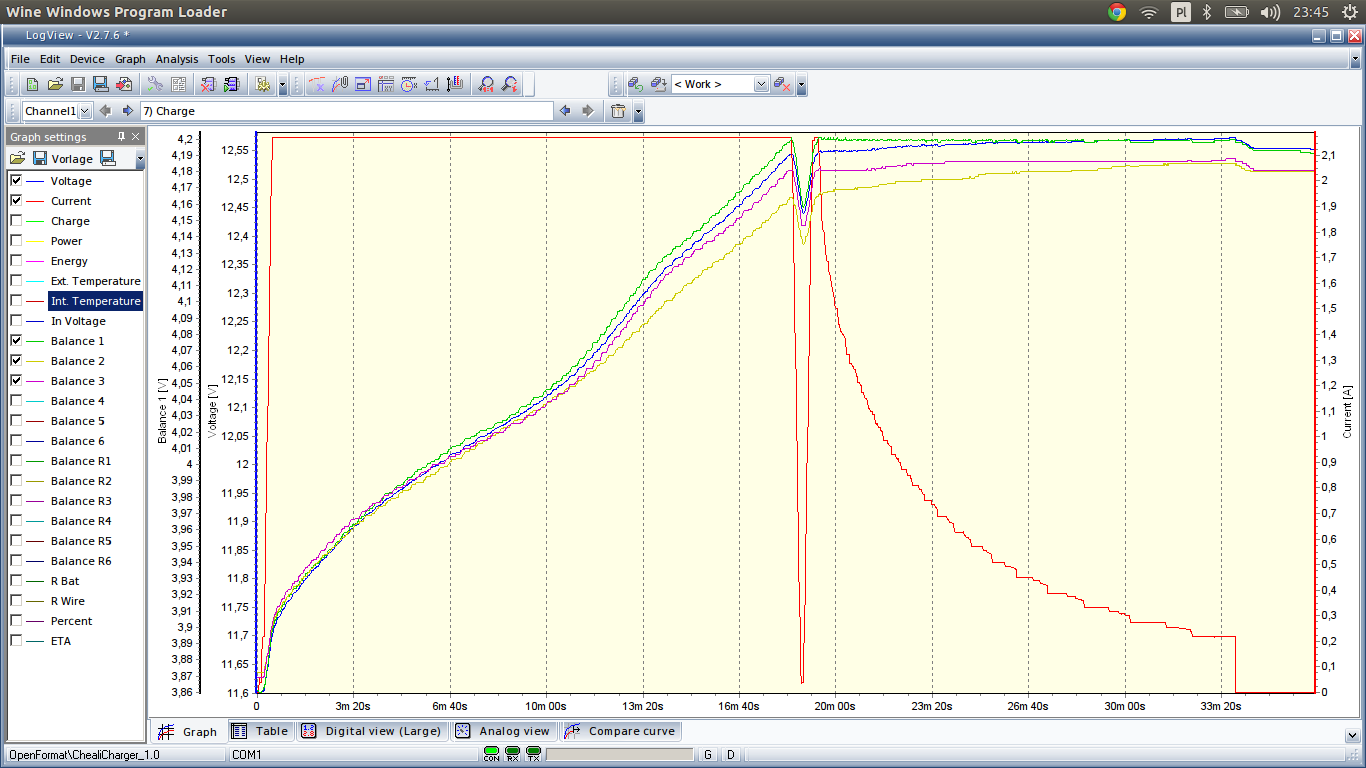 Wine Windows Program Loader
Pl
23:45
LogView - V2.7.6 *
File Edit Device Graph Analysis Tools View Help
< Work >
Channel1
7) Charge
Graph settings
Vorlage
Voltage
Current
Charge
Power
Energy
Ext. Temperature
Int. Temperature
In Voltage
Balance 1
Balance 2
Balance 3
Balance 4
Balance 5
Balance 6
Balance R1
Balance R2
Balance R3
Balance R4
Balance R5
Balance R6
R Bat
R Wire
Percent
ETA
Balance 1 [V]
4,2
4,19
4,18
4,17
4,16
4,15
4,14
4,13
4,12
4,11
4,1
4,09
4,08
4,07
4,06
4,05
4,04
4,03
4,02
4,01
4
3,99
3,98
3,97
3,96
3,95
3,94
3,93
3,92
3,91
3,9
3,89
3,88
3,87
3,86
Voltage [V]
12,55
12,5
12,45
12,4
12,35
12,3
12,25
12,2
12,15
12,1
12,05
12
11,95
11,9
11,85
11,8
11,75
11,7
11,65
11,6
2,1
2
1,9
1,8
1,7
1,6
1,5
1,4
1,3
1,2
1,1
1
0,9
0,8
0,7
0,6
0,5
0,4
0,3
0,2
0,1
0
Current [A]
0 3m 20s 6m 40s 10m 00s 13m 20s 16m 40s 20m 00s 23m 20s 26m 40s 30m 00s 33m 20s
Graph Table Digital view (Large) Analog view Compare curve
OpenFormat\ChealiCharger_1.0 COM1 CON RX TX G D